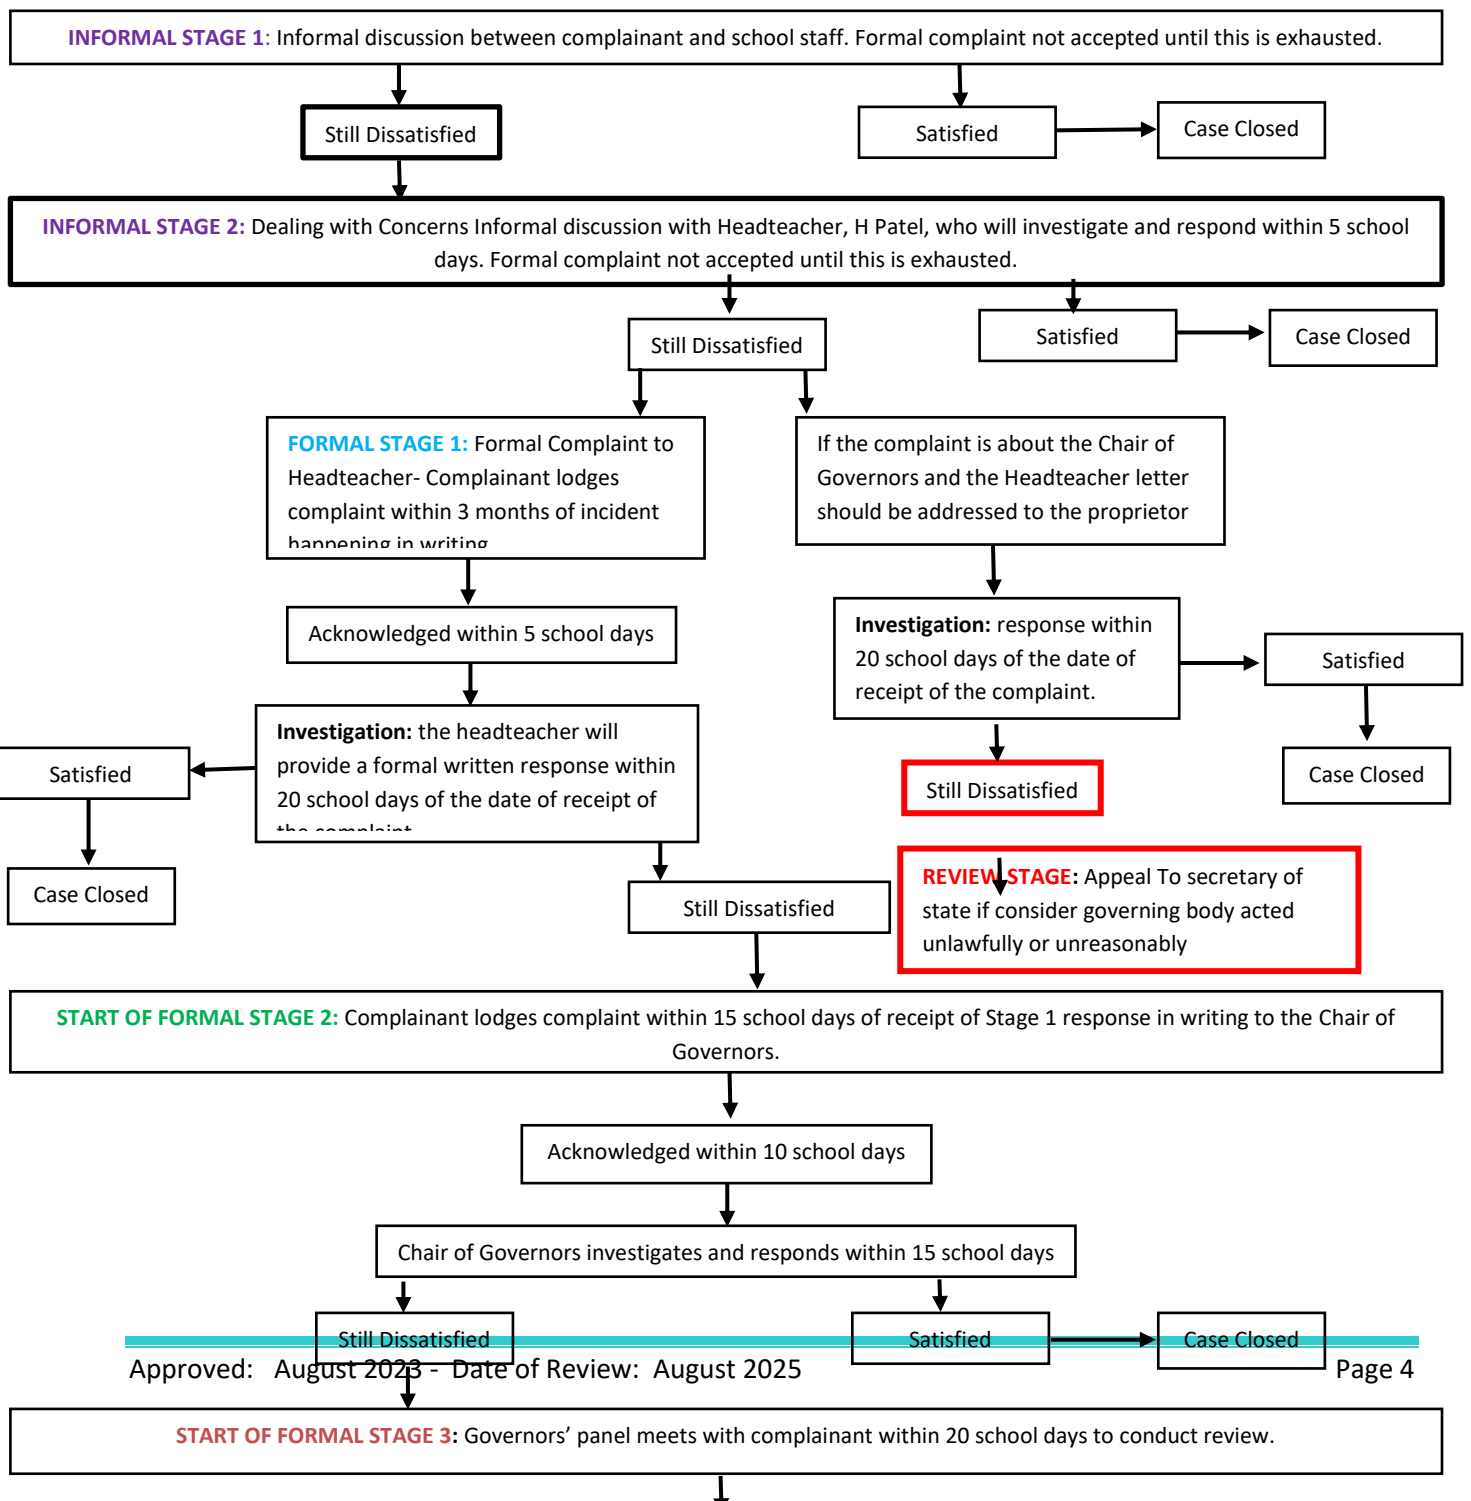 INFORMAL STAGE 1: Informal discussion between complainant and school staff. Formal complaint not accepted until this is exhausted.
Still Dissatisfied
Satisfied
Case Closed
INFORMAL STAGE 2: Dealing with Concerns Informal discussion with Headteacher, H Patel, who will investigate and respond within 5 school
days. Formal complaint not accepted until this is exhausted.
Still Dissatisfied
Satisfied
Case Closed
FORMAL STAGE 1: Formal Complaint to
Headteacher- Complainant lodges
complaint within 3 months of incident
happening in writing
If the complaint is about the Chair of
Governors and the Headteacher letter
should be addressed to the proprietor
Acknowledged within 5 school days
Investigation: response within
20 school days of the date of
receipt of the complaint.
Satisfied
Case Closed
Investigation: the headteacher will
provide a formal written response within
20 school days of the date of receipt of
the complaint
Satisfied
Case Closed
Still Dissatisfied
Still Dissatisfied
REVIEW STAGE: Appeal To secretary of
state if consider governing body acted
unlawfully or unreasonably
START OF FORMAL STAGE 2: Complainant lodges complaint within 15 school days of receipt of Stage 1 response in writing to the Chair of
Governors.
Acknowledged within 10 school days
Chair of Governors investigates and responds within 15 school days
Still Dissatisfied
Satisfied
Case Closed
Approved: August 2023 - Date of Review: August 2025
Page 4
START OF FORMAL STAGE 3: Governors’ panel meets with complainant within 20 school days to conduct review.